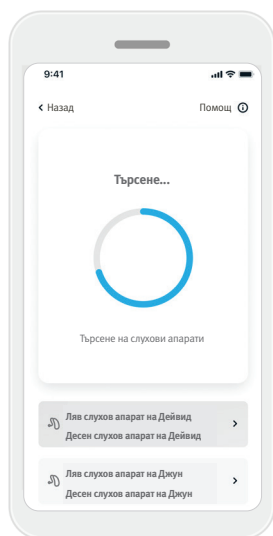 9:41
Назад
Помощ
Търсене...
Търсене на слухови апарати
Ляв слухов апарат на Дейвид
Десен слухов апарат на Дейвид
Ляв слухов апарат на Джун
Десен слухов апарат на Джун